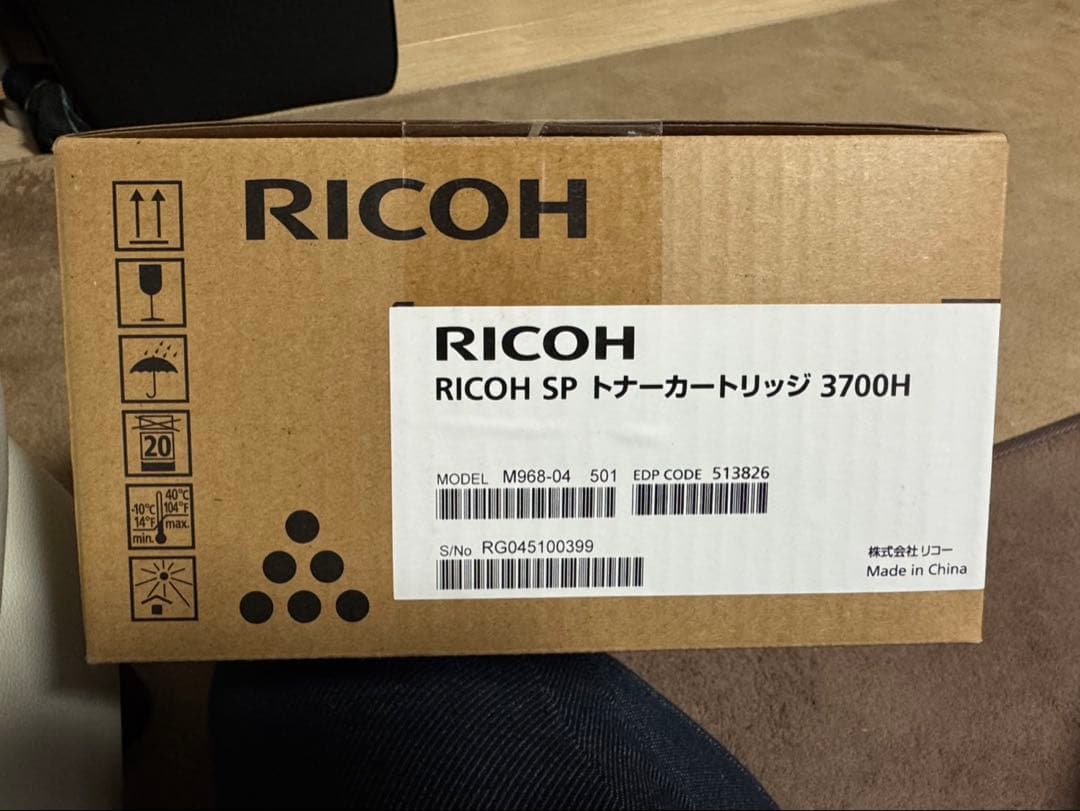 RICOH
20
-10°C 40°C
14°F 104°F
min. max.
RICOH
RICOH SP トナーカートリッジ 3700H
MODEL M968-04 501 EDP CODE 513826
S/No RG045100399
株式会社リコー
Made in China